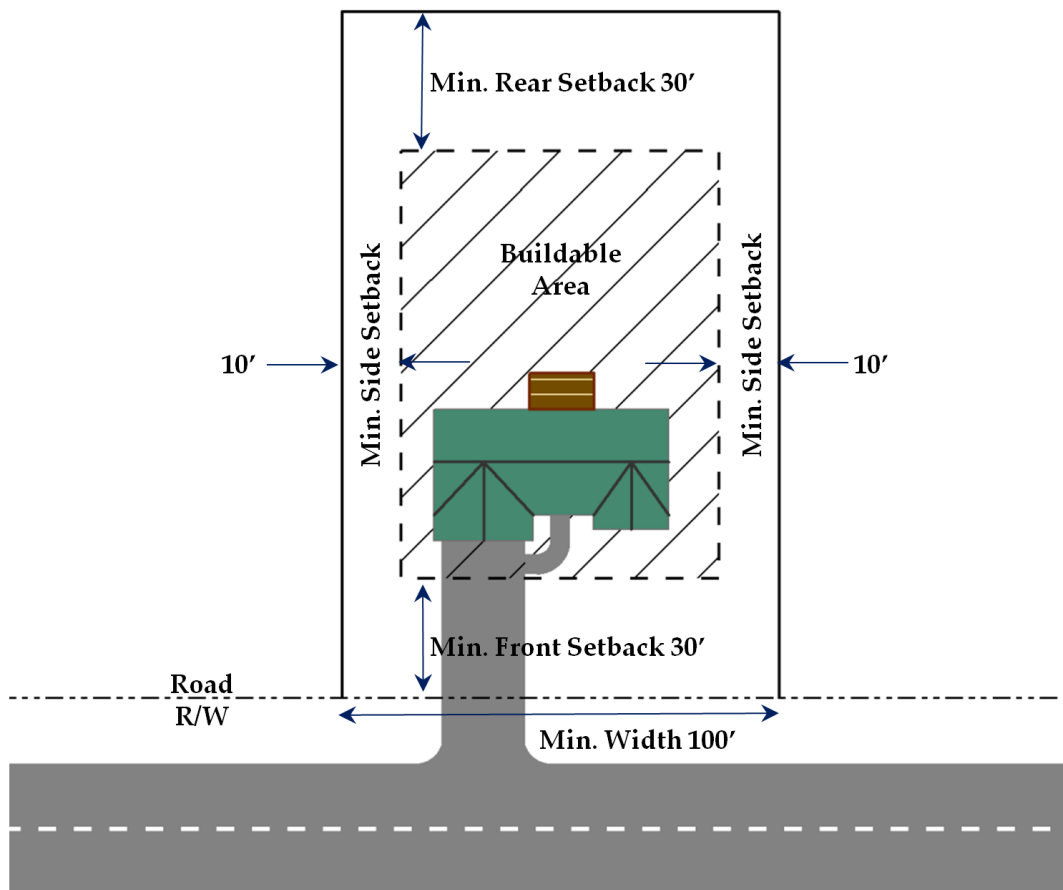 Min. Rear Setback 30’
Buildable
Area
Min. Side Setback
Min. Side Setback
10’
10’
Min. Front Setback 30’
Road
R/W
Min. Width 100’